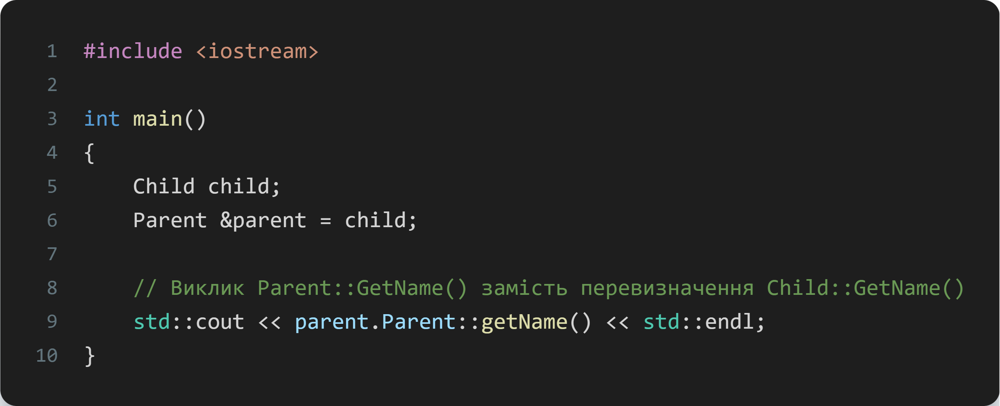 1 #include <iostream>
2
3 int main()
4 {
5     Child child;
6     Parent &parent = child;
7
8     // Виклик Parent::GetName() замість перевизначення Child::GetName()
9     std::cout << parent.Parent::getName() << std::endl;
10 }